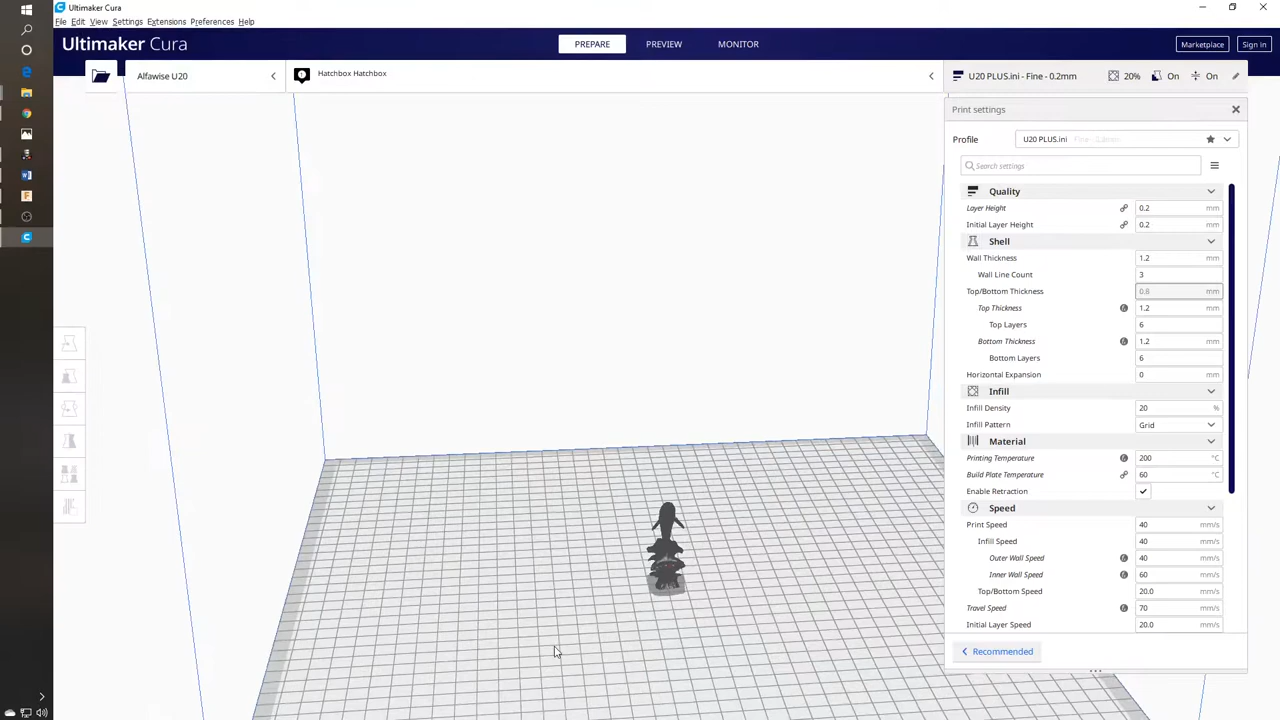 Ultimaker Cura
File Edit View Settings Extensions Preferences Help
Ultimaker Cura
PREPARE
PREVIEW
MONITOR
Marketplace
Sign in
Alfawise U20
Hatchbox Hatchbox
U20 PLUS.ini - Fine - 0.2mm
20%
On
On
Print settings
Profile
U20 PLUS.ini
Search settings
Quality
Layer Height 0.2 mm
Initial Layer Height 0.2 mm
Shell
Wall Thickness 1.2 mm
Wall Line Count 3
Top/Bottom Thickness 0.8 mm
Top Thickness 1.2 mm
Top Layers 6
Bottom Thickness 1.2 mm
Bottom Layers 6
Horizontal Expansion 0 mm
Infill
Infill Density 20 %
Infill Pattern Grid
Material
Printing Temperature 200 °C
Build Plate Temperature 60 °C
Enable Retraction
Speed
Print Speed 40 mm/s
Infill Speed 40 mm/s
Outer Wall Speed 40 mm/s
Inner Wall Speed 60 mm/s
Top/Bottom Speed 20.0 mm/s
Travel Speed 70 mm/s
Initial Layer Speed 20.0 mm/s
Recommended